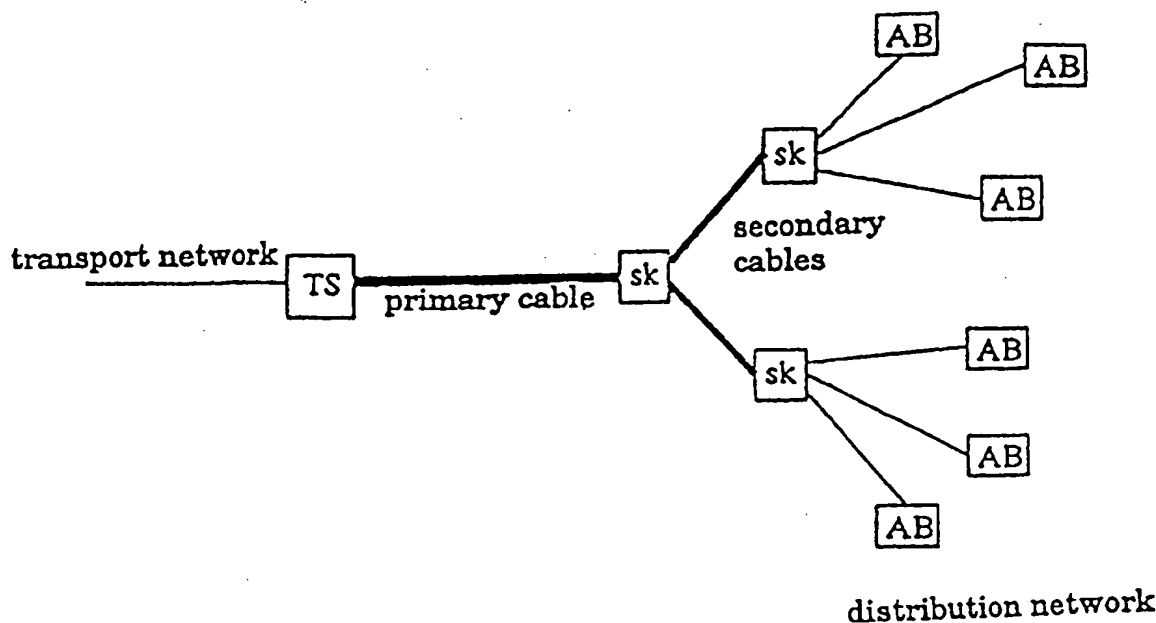 AB
AB
sk
AB
secondary
cables
transport network
TS
sk
primary cable
AB
sk
AB
AB
distribution network